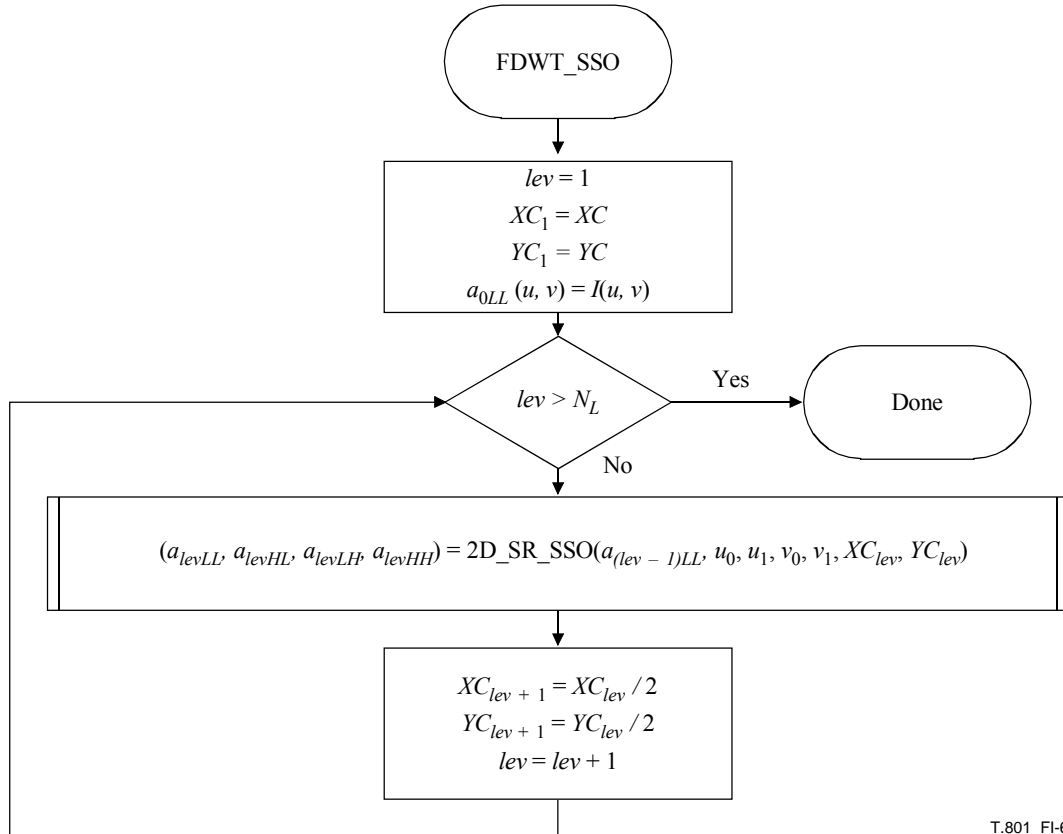 FDWT_SSO
lev = 1
XC1 = XC
YC1 = YC
a0LL (u, v) = I(u, v)
lev > NL
Yes
Done
No
(alevLL, alevHL, alevLH, alevHH) = 2D_SR_SSO(a(lev – 1)LL, u0, u1, v0, v1, XClev, YClev)
XClev + 1 = XClev / 2
YClev + 1 = YClev / 2
lev = lev + 1
T.801_FI-6